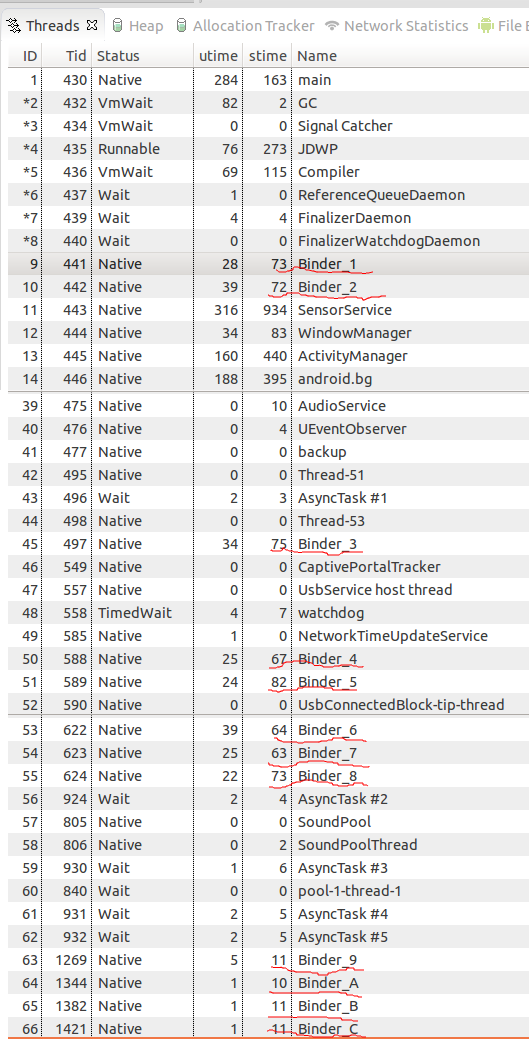 Threads Heap Allocation Tracker Network Statistics File E
ID Tid Status utime stime Name
1 430 Native 284 163 main
*2 432 VmWait 82 2 GC
*3 434 VmWait 0 0 Signal Catcher
*4 435 Runnable 76 273 JDWP
*5 436 VmWait 69 115 Compiler
*6 437 Wait 1 0 ReferenceQueueDaemon
*7 439 Wait 4 4 FinalizerDaemon
*8 440 Wait 0 0 FinalizerWatchdogDaemon
9 441 Native 28 73 Binder_1
10 442 Native 39 72 Binder_2
11 443 Native 316 934 SensorService
12 444 Native 34 83 WindowManager
13 445 Native 160 440 ActivityManager
14 446 Native 188 395 android.bg
39 475 Native 0 10 AudioService
40 476 Native 0 4 UEventObserver
41 477 Native 0 0 backup
42 495 Native 0 0 Thread-51
43 496 Wait 2 3 AsyncTask #1
44 498 Native 0 0 Thread-53
45 497 Native 34 75 Binder_3
46 549 Native 0 0 CaptivePortalTracker
47 557 Native 0 0 UsbService host thread
48 558 TimedWait 4 7 watchdog
49 585 Native 1 0 NetworkTimeUpdateService
50 588 Native 25 67 Binder_4
51 589 Native 24 82 Binder_5
52 590 Native 0 0 UsbConnectedBlock-tip-thread
53 622 Native 39 64 Binder_6
54 623 Native 25 63 Binder_7
55 624 Native 22 73 Binder_8
56 924 Wait 2 4 AsyncTask #2
57 805 Native 0 0 SoundPool
58 806 Native 0 2 SoundPoolThread
59 930 Wait 1 6 AsyncTask #3
60 840 Wait 0 0 pool-1-thread-1
61 931 Wait 2 5 AsyncTask #4
62 932 Wait 2 5 AsyncTask #5
63 1269 Native 5 11 Binder_9
64 1344 Native 1 10 Binder_A
65 1382 Native 1 11 Binder_B
66 1421 Native 1 11 Binder_C